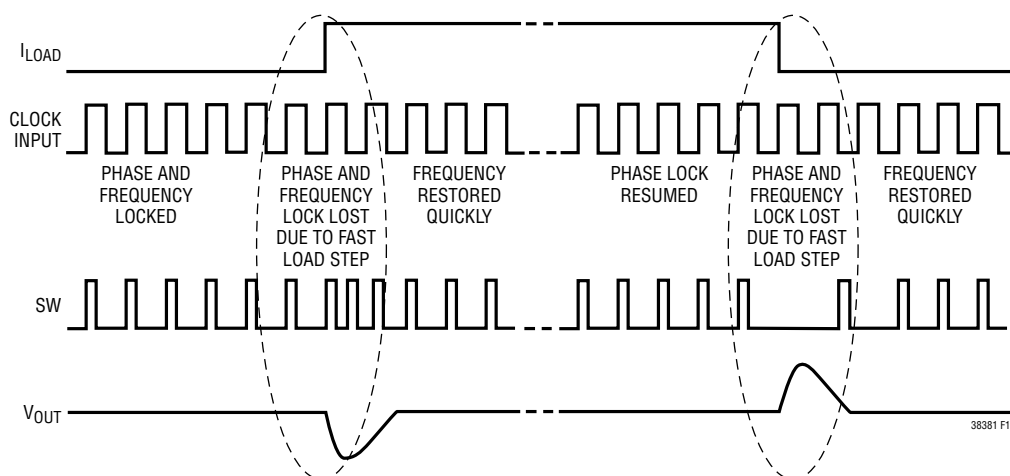 ILOAD
CLOCK
INPUT
PHASE AND
FREQUENCY
LOCKED
PHASE AND
FREQUENCY
LOCK LOST
DUE TO FAST
LOAD STEP
FREQUENCY
RESTORED
QUICKLY
PHASE LOCK
RESUMED
PHASE AND
FREQUENCY
LOCK LOST
DUE TO FAST
LOAD STEP
FREQUENCY
RESTORED
QUICKLY
SW
VOUT
38381 F1